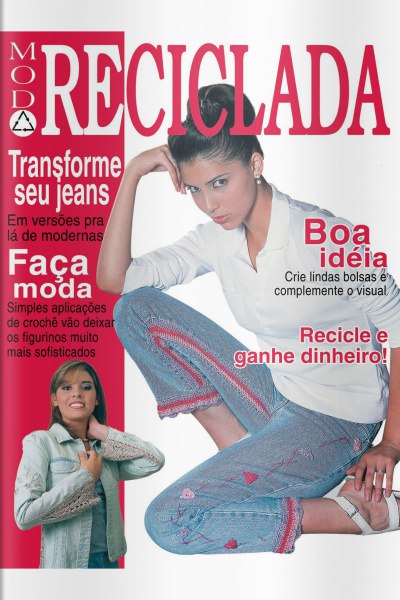 MODA
RECICLADA
Transforme
seu jeans
Em versões pra
lá de modernas
Faça
moda
Simples aplicações
de crochê vão deixar
os figurinos muito
mais sofisticados
Boa
idéia
Crie lindas bolsas e
complemente o visual
Recicle e
ganhe dinheiro!